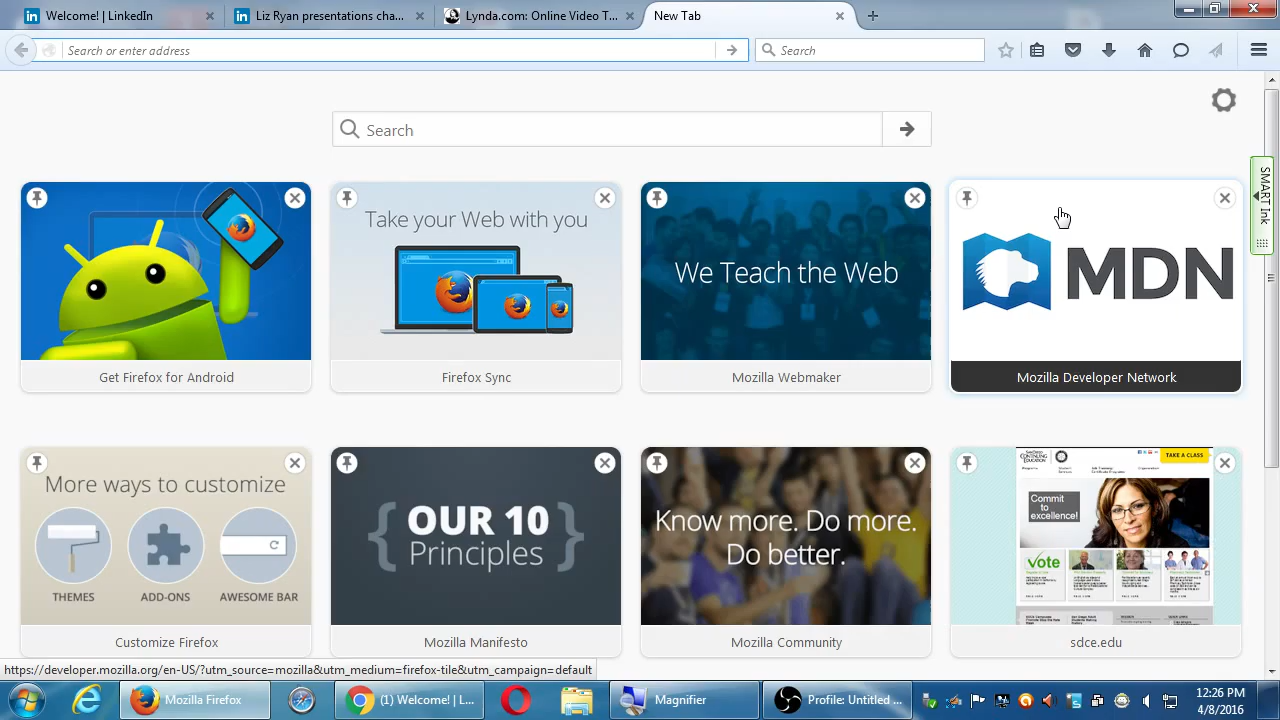 Welcome! | LinkedIn
Liz Ryan presentations cha...
Lynda.com: Online Video T...
New Tab
Search or enter address
Search
Search
SMART Ink
Take your Web with you
We Teach the Web
MDN
Get Firefox for Android
Firefox Sync
Mozilla Webmaker
Mozilla Developer Network
More ways to customize
THEMES
ADD-ONS
AWESOME BAR
{ OUR 10 Principles }
Know more. Do more.
Do better.
TAKE A CLASS
Commit
to
excellence!
vote
Customize Firefox
Mozilla Manifesto
Mozilla Community
sdce.edu
https://developer.mozilla.org/en-US/?utm_source=mozilla&utm_medium=firefox-tile&utm_campaign=default
Mozilla Firefox
(1) Welcome! | L...
Magnifier
Profile: Untitled ...
12:26 PM
4/8/2016